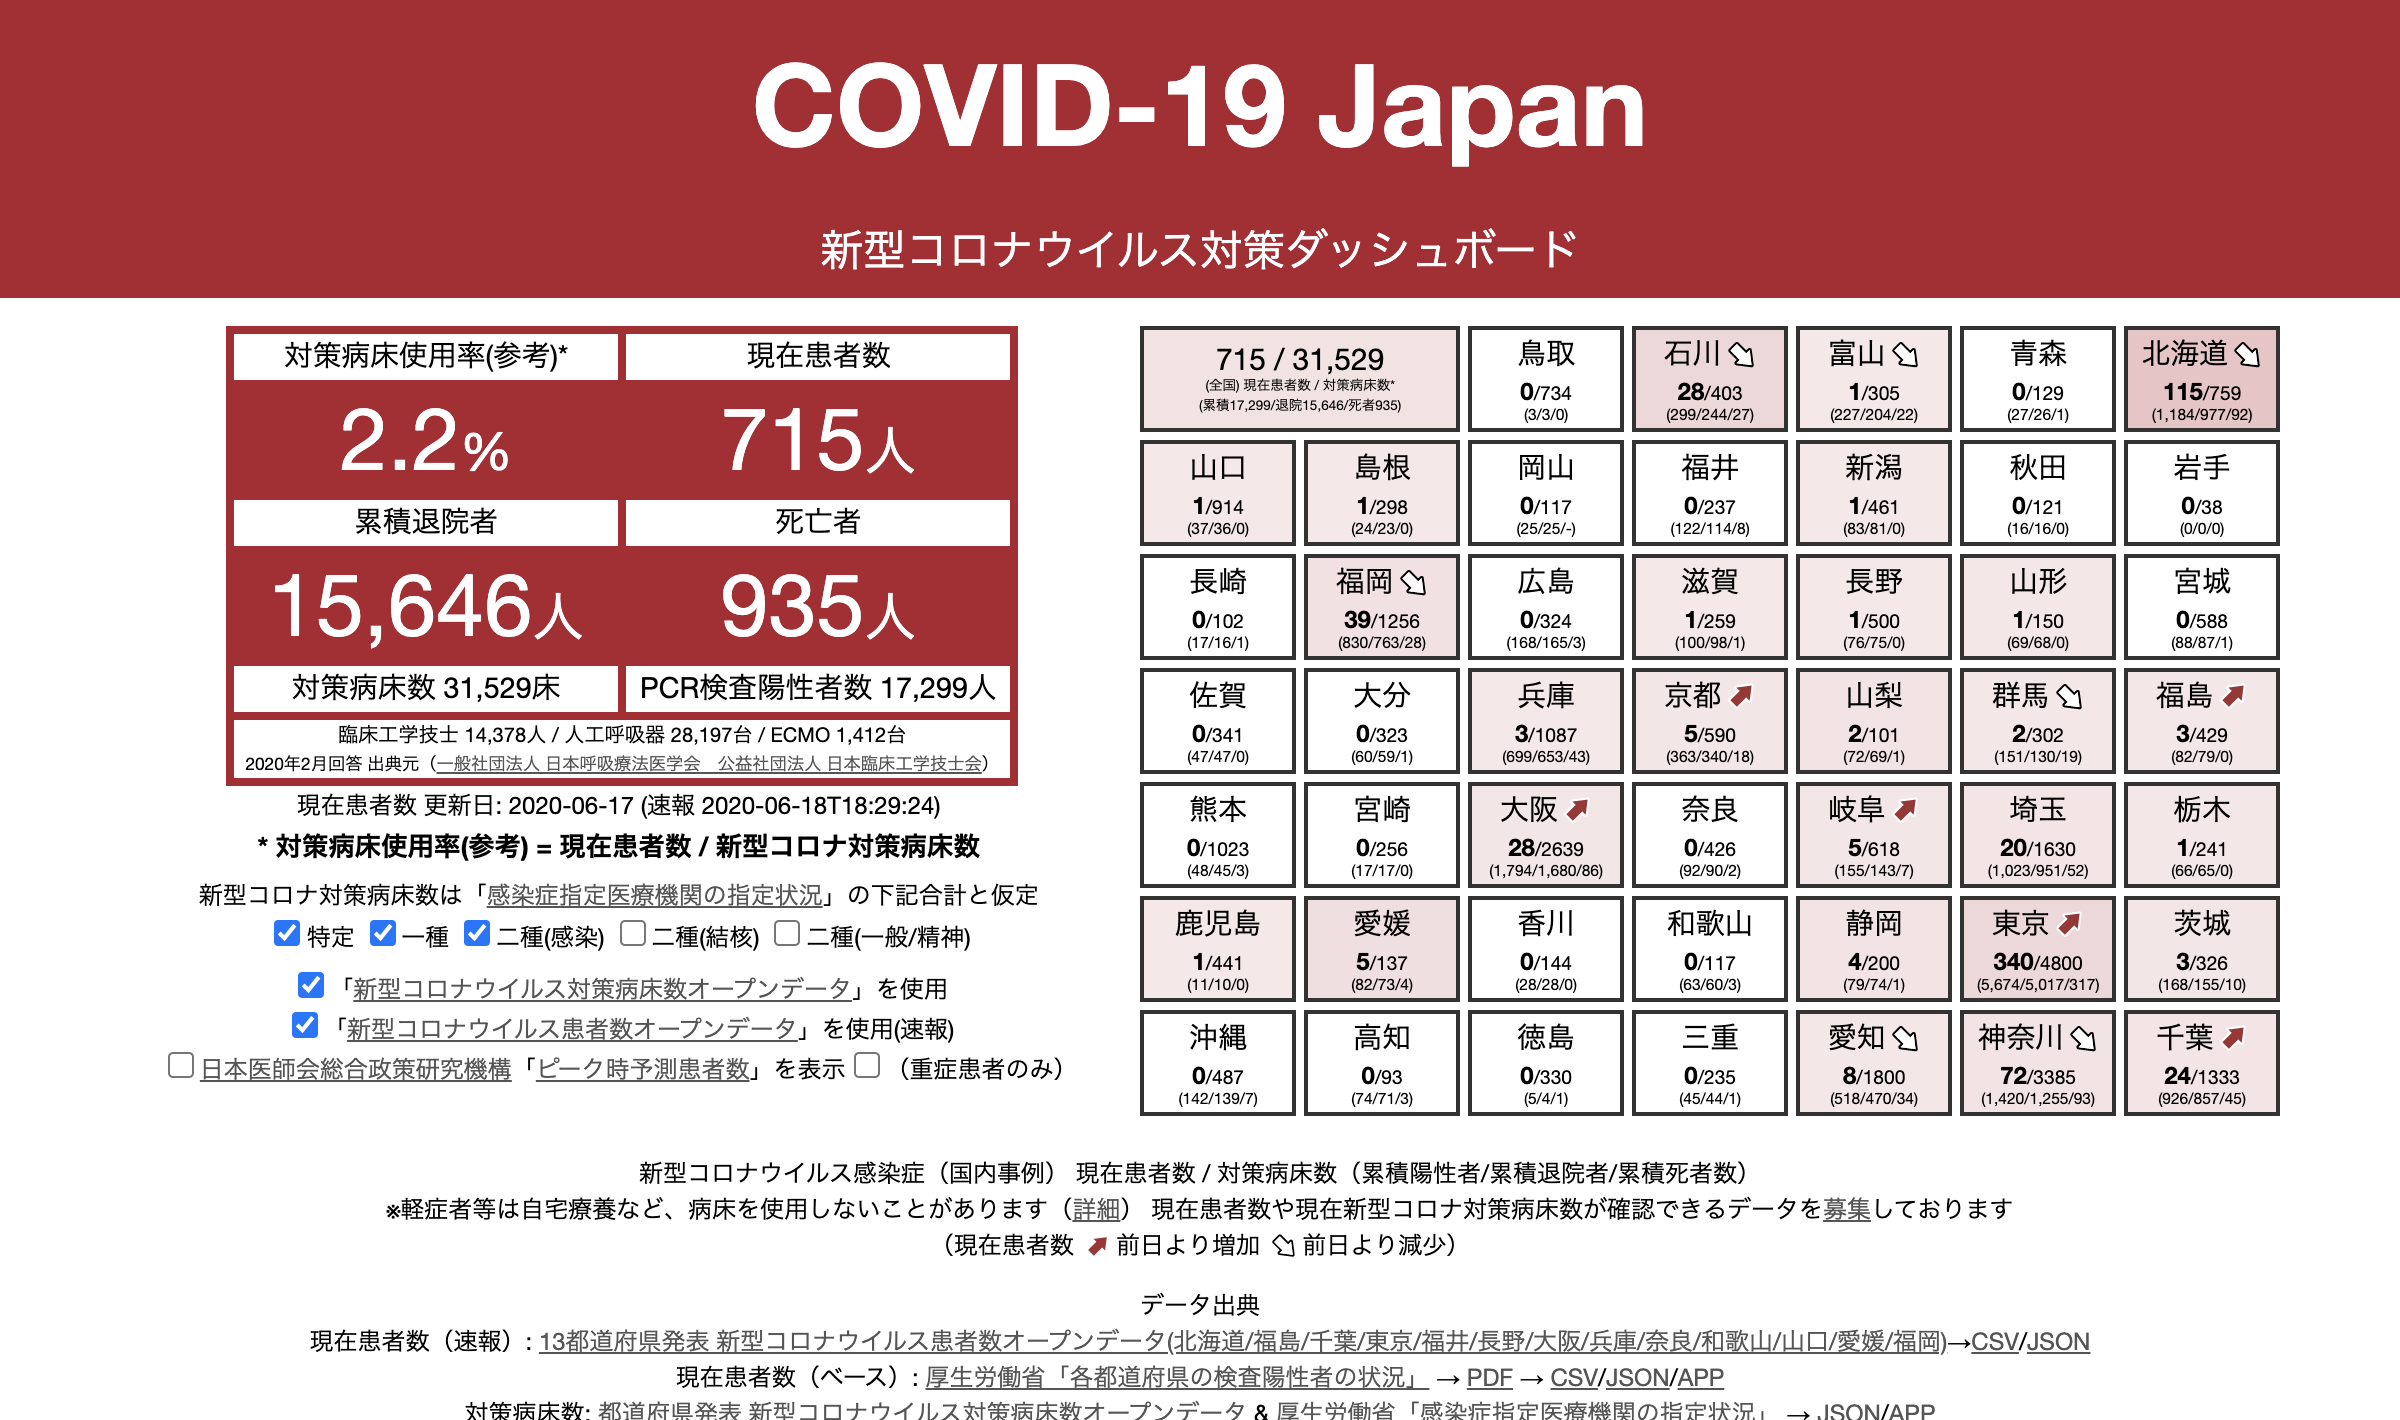 COVID-19 Japan
新型コロナウイルス対策ダッシュボード
対策病床使用率(参考)* 現在患者数
2.2% 715人
累積退院者 死亡者
15,646人 935人
対策病床数 31,529床 PCR検査陽性者数 17,299人
臨床工学技士 14,378人 / 人工呼吸器 28,197台 / ECMO 1,412台
2020年2月回答 出典元（一般社団法人 日本呼吸療法医学会　公益社団法人 日本臨床工学技士会）
現在患者数 更新日: 2020-06-17 (速報 2020-06-18T18:29:24)
* 対策病床使用率(参考) = 現在患者数 / 新型コロナ対策病床数
新型コロナ対策病床数は「感染症指定医療機関の指定状況」の下記合計と仮定
特定 一種 二種(感染) 二種(結核) 二種(一般/精神)
「新型コロナウイルス対策病床数オープンデータ」を使用
「新型コロナウイルス患者数オープンデータ」を使用(速報)
日本医師会総合政策研究機構「ピーク時予測患者数」を表示 （重症患者のみ）
715 / 31,529
(全国) 現在患者数 / 対策病床数*
(累積17,299/退院15,646/死者935)
鳥取 石川 富山 青森 北海道
0/734 28/403 1/305 0/129 115/759
(3/3/0) (299/244/27) (227/204/22) (27/26/1) (1,184/977/92)
山口 島根 岡山 福井 新潟 秋田 岩手
1/914 1/298 0/117 0/237 1/461 0/121 0/38
(37/36/0) (24/23/0) (25/25/-) (122/114/8) (83/81/0) (16/16/0) (0/0/0)
長崎 福岡 広島 滋賀 長野 山形 宮城
0/102 39/1256 0/324 1/259 1/500 1/150 0/588
(17/16/1) (830/763/28) (168/165/3) (100/98/1) (76/75/0) (69/68/0) (88/87/1)
佐賀 大分 兵庫 京都 山梨 群馬 福島
0/341 0/323 3/1087 5/590 2/101 2/302 3/429
(47/47/0) (60/59/1) (699/653/43) (363/340/18) (72/69/1) (151/130/19) (82/79/0)
熊本 宮崎 大阪 奈良 岐阜 埼玉 栃木
0/1023 0/256 28/2639 0/426 5/618 20/1630 1/241
(48/45/3) (17/17/0) (1,794/1,680/86) (92/90/2) (155/143/7) (1,023/951/52) (66/65/0)
鹿児島 愛媛 香川 和歌山 静岡 東京 茨城
1/441 5/137 0/144 0/117 4/200 340/4800 3/326
(11/10/0) (82/73/4) (28/28/0) (63/60/3) (79/74/1) (5,674/5,017/317) (168/155/10)
沖縄 高知 徳島 三重 愛知 神奈川 千葉
0/487 0/93 0/330 0/235 8/1800 72/3385 24/1333
(142/139/7) (74/71/3) (5/4/1) (45/44/1) (518/470/34) (1,420/1,255/93) (926/857/45)
新型コロナウイルス感染症（国内事例） 現在患者数 / 対策病床数（累積陽性者/累積退院者/累積死者数）
※軽症者等は自宅療養など、病床を使用しないことがあります（詳細） 現在患者数や現在新型コロナ対策病床数が確認できるデータを募集しております
（現在患者数 前日より増加 前日より減少）
データ出典
現在患者数（速報）: 13都道府県発表 新型コロナウイルス患者数オープンデータ(北海道/福島/千葉/東京/福井/長野/大阪/兵庫/奈良/和歌山/山口/愛媛/福岡)→CSV/JSON
現在患者数（ベース）: 厚生労働省「各都道府県の検査陽性者の状況」 → PDF → CSV/JSON/APP
対策病床数: 都道府県発表 新型コロナウイルス対策病床数オープンデータ & 厚生労働省「感染症指定医療機関の指定状況」 → JSON/APP